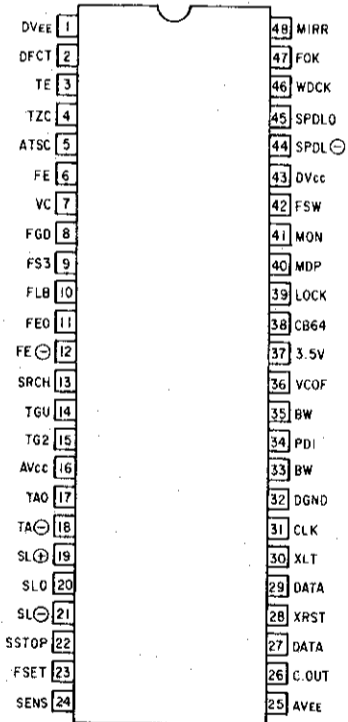 DVEE 1
DFCT 2
TE 3
TZC 4
ATSC 5
FE 6
VC 7
FGD 8
FS3 9
FLB 10
FEO 11
FE⊖ 12
SRCH 13
TGU 14
TG2 15
AVCC 16
TAO 17
TA⊖ 18
SL⊕ 19
SLO 20
SL⊖ 21
SSTOP 22
FSET 23
SENS 24
48 MIRR
47 FOK
46 WDCK
45 SPDLO
44 SPDL⊖
43 DVCC
42 FSW
41 MON
40 MDP
39 LOCK
38 CB64
37 3.5V
36 VCOF
35 BW
34 PDI
33 BW
32 DGND
31 CLK
30 XLT
29 DATA
28 XRST
27 DATA
26 C.OUT
25 AVEE